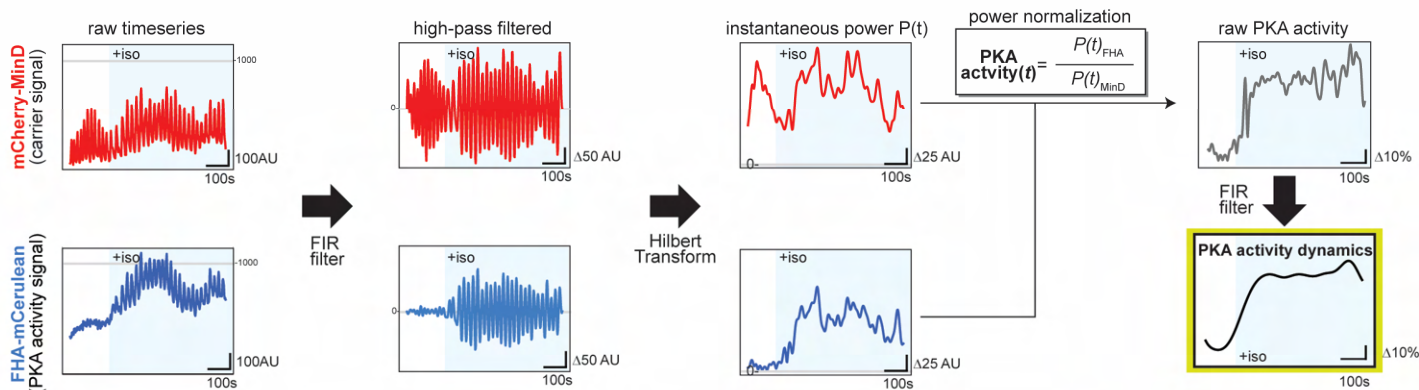 raw timeseries
high-pass filtered
instantaneous power P(t)
power normalization
raw PKA activity
mCherry-MinD
(carrier signal)
+iso
1000
100AU
100s
+iso
0
Δ50 AU
100s
+iso
0
Δ25 AU
100s
PKA
actvity(t)=
P(t)FHA
P(t)MinD
+iso
Δ10%
100s
FIR
filter
Hilbert
Transform
FIR
filter
FHA-mCerulean
(PKA activity signal)
+iso
1000
100AU
100s
+iso
0
Δ50 AU
100s
+iso
0
Δ25 AU
100s
PKA activity dynamics
+iso
Δ10%
100s